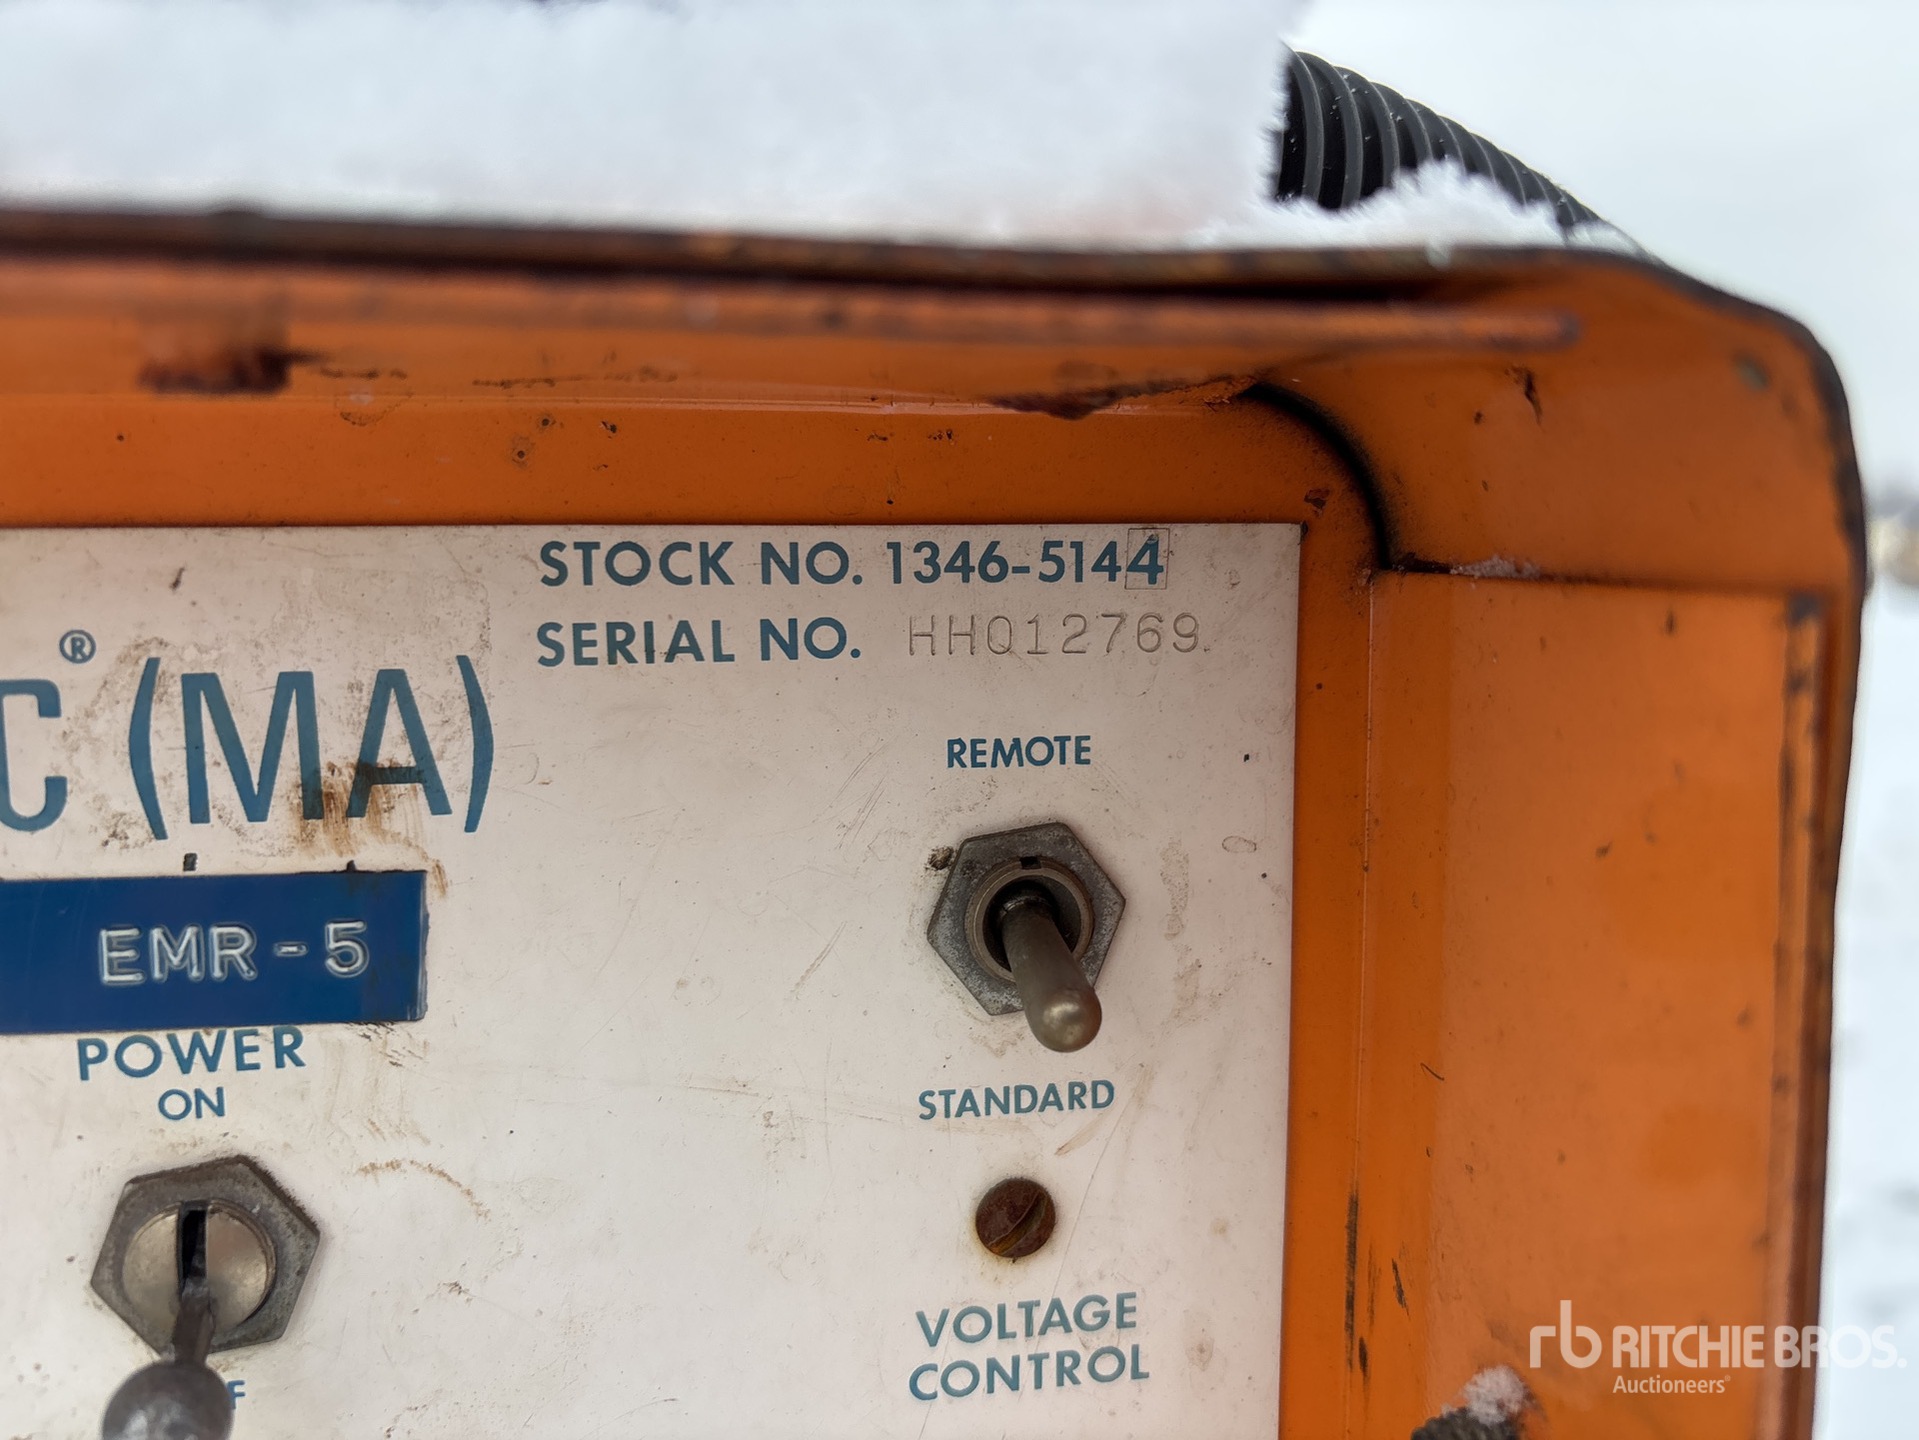 STOCK NO. 1346-5144
SERIAL NO. HH012769
C® (MA)
REMOTE
EMR-5
POWER
ON
STANDARD
VOLTAGE
CONTROL
F
rb RITCHIE BROS.
Auctioneers®